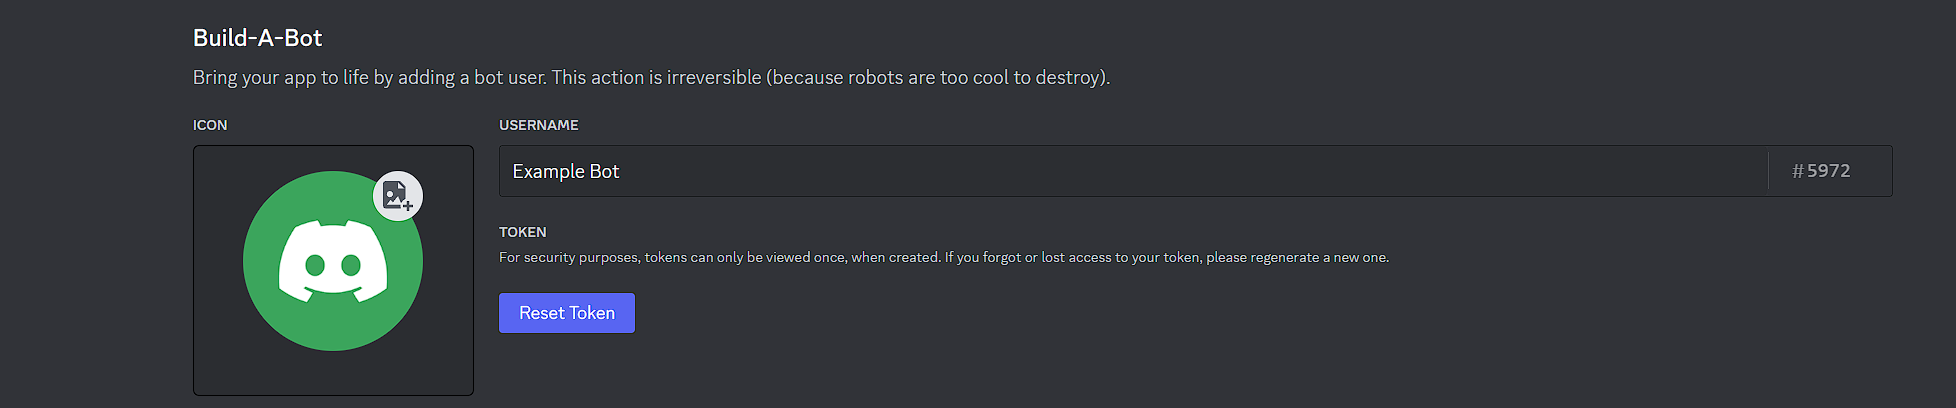 Build-A-Bot
Bring your app to life by adding a bot user. This action is irreversible (because robots are too cool to destroy).
ICON
USERNAME
Example Bot
#5972
TOKEN
For security purposes, tokens can only be viewed once, when created. If you forgot or lost access to your token, please regenerate a new one.
Reset Token